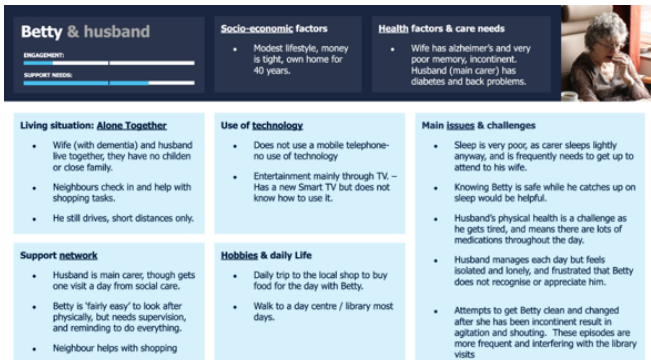 Betty & husband
ENGAGEMENT:
SUPPORT NEEDS:
Socio-economic factors
Modest lifestyle, money
is tight, own home for
40 years.
Health factors & care needs
Wife has alzheimer's and very
poor memory, incontinent.
Husband (main carer) has
diabetes and back problems.
Living situation: Alone Together
Wife (with dementia) and husband
live together, they have no childen
or close family.
Neighbours check in and help with
shopping tasks.
He still drives, short distances only.
Support network
Husband is main carer, though gets
one visit a day from social care.
Betty is 'fairly easy' to look after
physically, but needs supervision,
and reminding to do everything.
Neighbour helps with shopping
Use of technology
Does not use a mobile telephone-
no use of technology
Entertainment mainly through TV. –
Has a new Smart TV but does not
know how to use it.
Hobbies & daily Life
Daily trip to the local shop to buy
food for the day with Betty.
Walk to a day centre / library most
days.
Main issues & challenges
Sleep is very poor, as carer sleeps lightly
anyway, and is frequently needs to get up to
attend to his wife.
Knowing Betty is safe while he catches up on
sleep would be helpful.
Husband's physical health is a challenge as
he gets tired, and means there are lots of
medications throughout the day.
Husband manages each day but feels
isolated and lonely, and frustrated that Betty
does not recognise or appreciate him.
Attempts to get Betty clean and changed
after she has been incontinent result in
agitation and shouting. These episodes are
more frequent and interfering with the library
visits